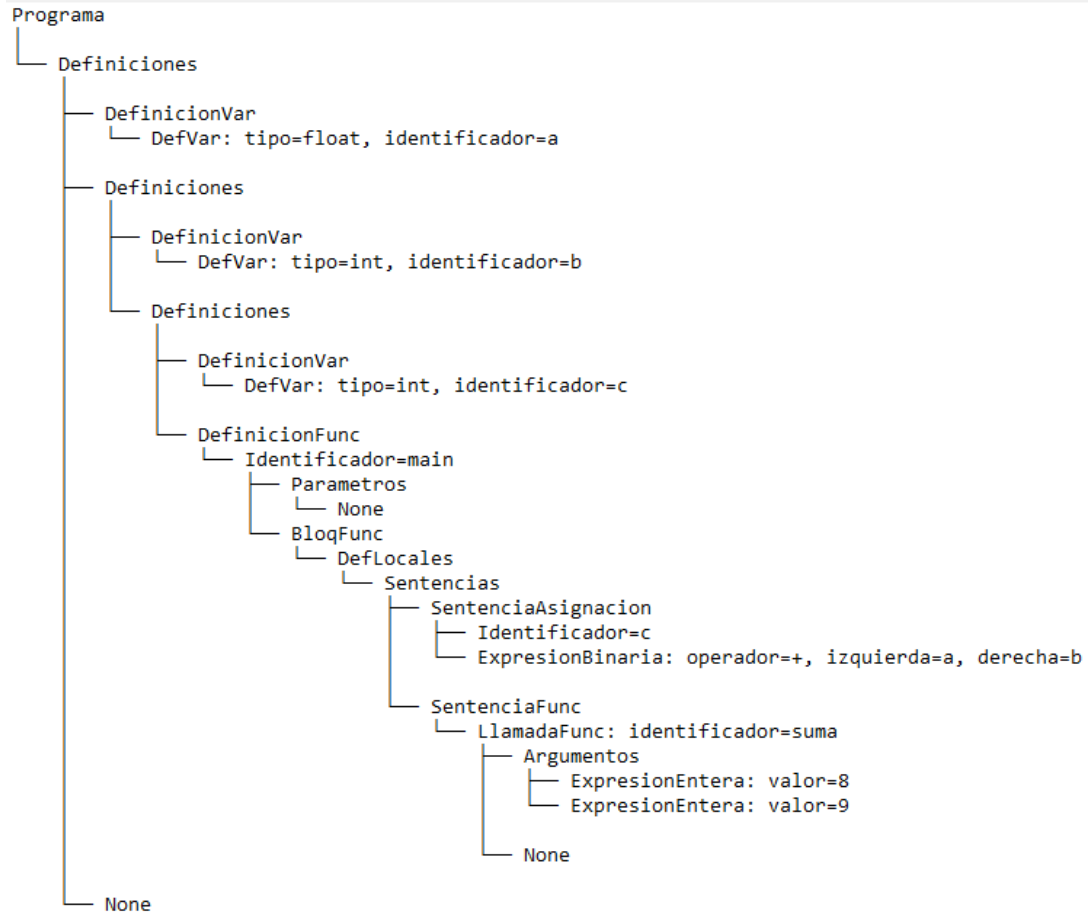 Programa
Definiciones
DefinicionVar
DefVar: tipo=float, identificador=a
Definiciones
DefinicionVar
DefVar: tipo=int, identificador=b
Definiciones
DefinicionVar
DefVar: tipo=int, identificador=c
DefinicionFunc
Identificador=main
Parametros
None
BloqFunc
DefLocales
Sentencias
SentenciaAsignacion
Identificador=c
ExpresionBinaria: operador=+, izquierda=a, derecha=b
SentenciaFunc
LlamadaFunc: identificador=suma
Argumentos
ExpresionEntera: valor=8
ExpresionEntera: valor=9
None
None